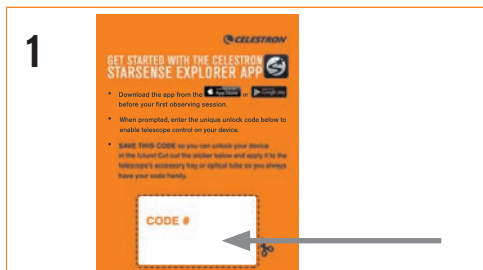 1
CELESTRON
GET STARTED WITH THE CELESTRON
STARSENSE EXPLORER APP
• Download the app from the App Store or Google play
before your first observing session.
• When prompted, enter the unique unlock code below to
enable telescope control on your device.
• SAVE THIS CODE so you can unlock your device
in the future! Cut out the sticker below and apply it to the
telescope's accessory tray or optical tube so you always
have your code handy.
CODE #